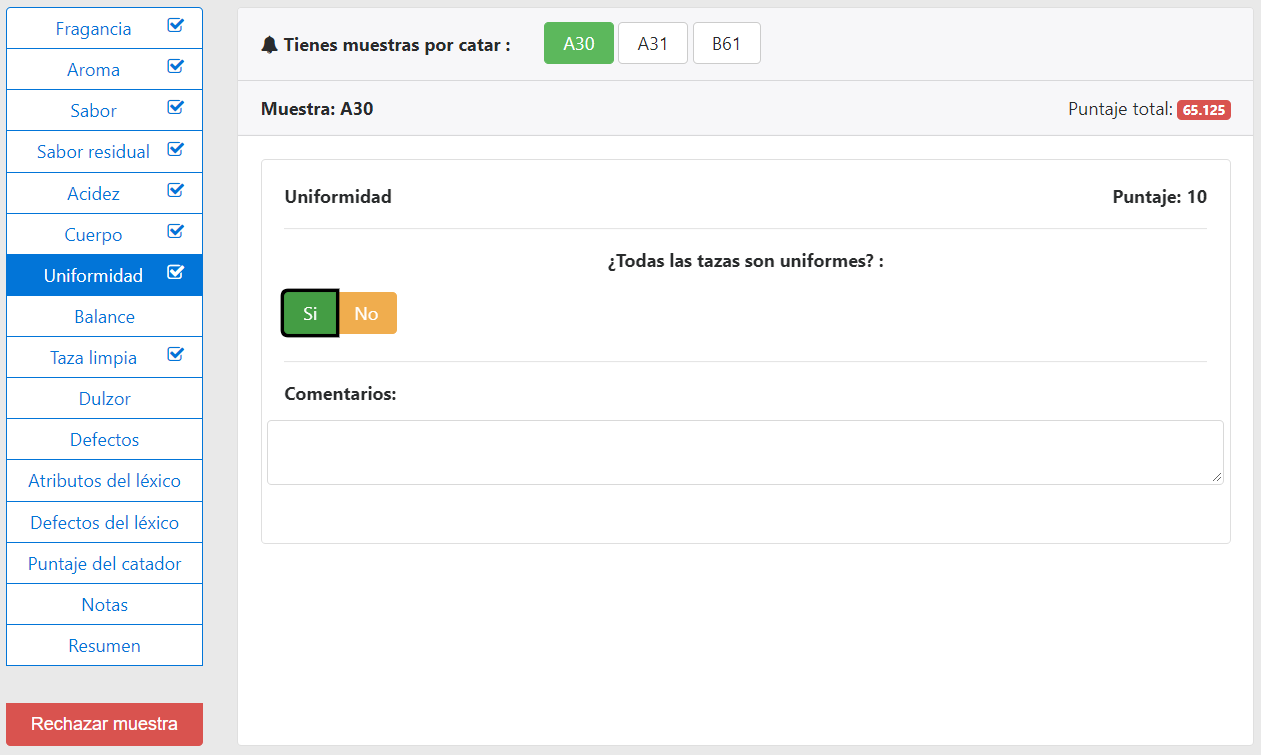 Fragancia
Aroma
Sabor
Sabor residual
Acidez
Cuerpo
Uniformidad
Balance
Taza limpia
Dulzor
Defectos
Atributos del léxico
Defectos del léxico
Puntaje del catador
Notas
Resumen
Rechazar muestra
Tienes muestras por catar : A30 A31 B61
Muestra: A30 Puntaje total: 65.125
Uniformidad Puntaje: 10
¿Todas las tazas son uniformes? :
Si No
Comentarios: